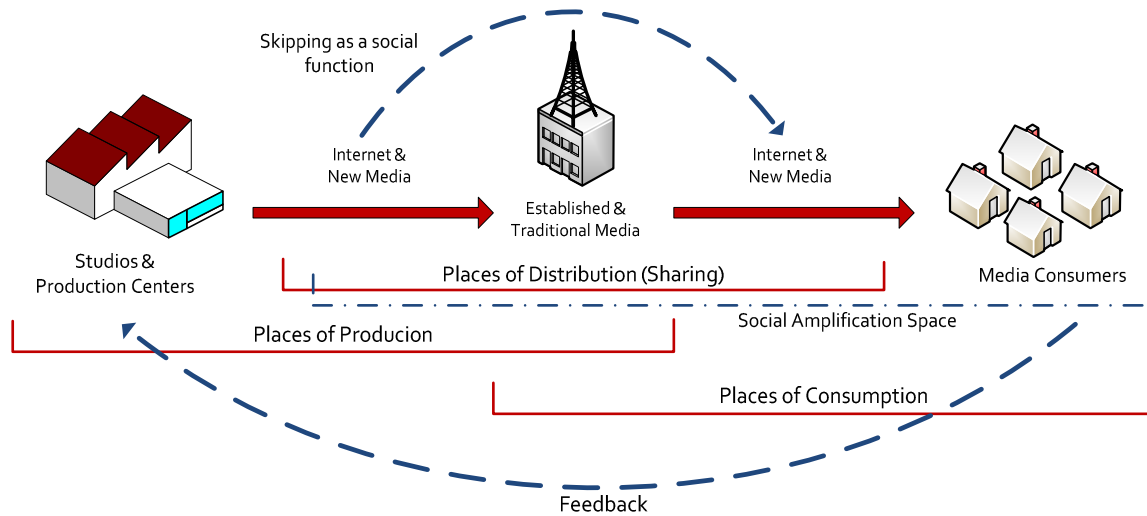 Skipping as a social
function
Internet &
New Media
Internet &
New Media
Established &
Traditional Media
Studios &
Production Centers
Places of Distribution (Sharing)
Media Consumers
Social Amplification Space
Places of Producion
Places of Consumption
Feedback